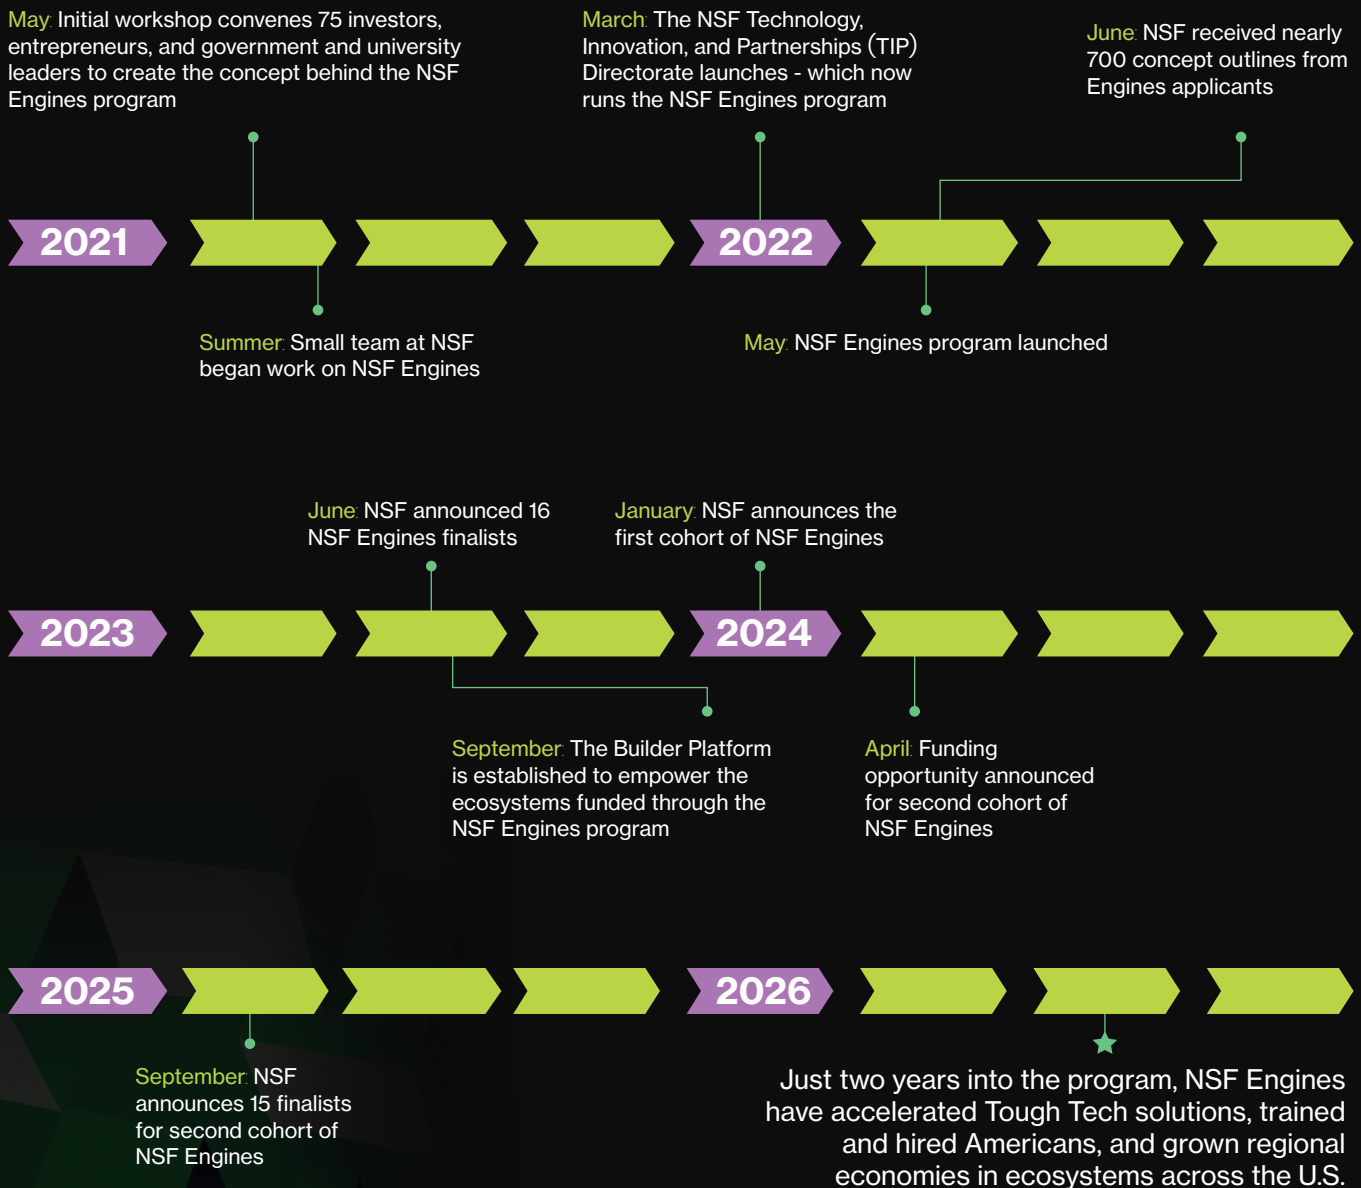 May: Initial workshop convenes 75 investors,
entrepreneurs, and government and university
leaders to create the concept behind the NSF
Engines program
March: The NSF Technology,
Innovation, and Partnerships (TIP)
Directorate launches - which now
runs the NSF Engines program
June: NSF received nearly
700 concept outlines from
Engines applicants
2021
2022
Summer: Small team at NSF
began work on NSF Engines
May: NSF Engines program launched
June: NSF announced 16
NSF Engines finalists
January: NSF announces the
first cohort of NSF Engines
2023
2024
September: The Builder Platform
is established to empower the
ecosystems funded through the
NSF Engines program
April: Funding
opportunity announced
for second cohort of
NSF Engines
2025
2026
September: NSF
announces 15 finalists
for second cohort of
NSF Engines
Just two years into the program, NSF Engines
have accelerated Tough Tech solutions, trained
and hired Americans, and grown regional
economies in ecosystems across the U.S.